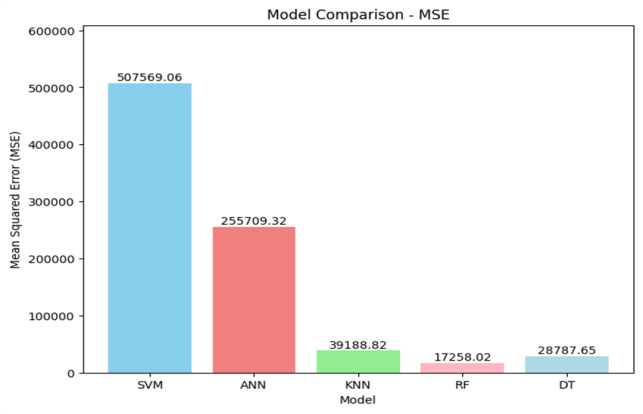 Model Comparison - MSE
Mean Squared Error (MSE)
600000
500000
400000
300000
200000
100000
0
507569.06
255709.32
39188.82
17258.02
28787.65
SVM
ANN
KNN
RF
DT
Model